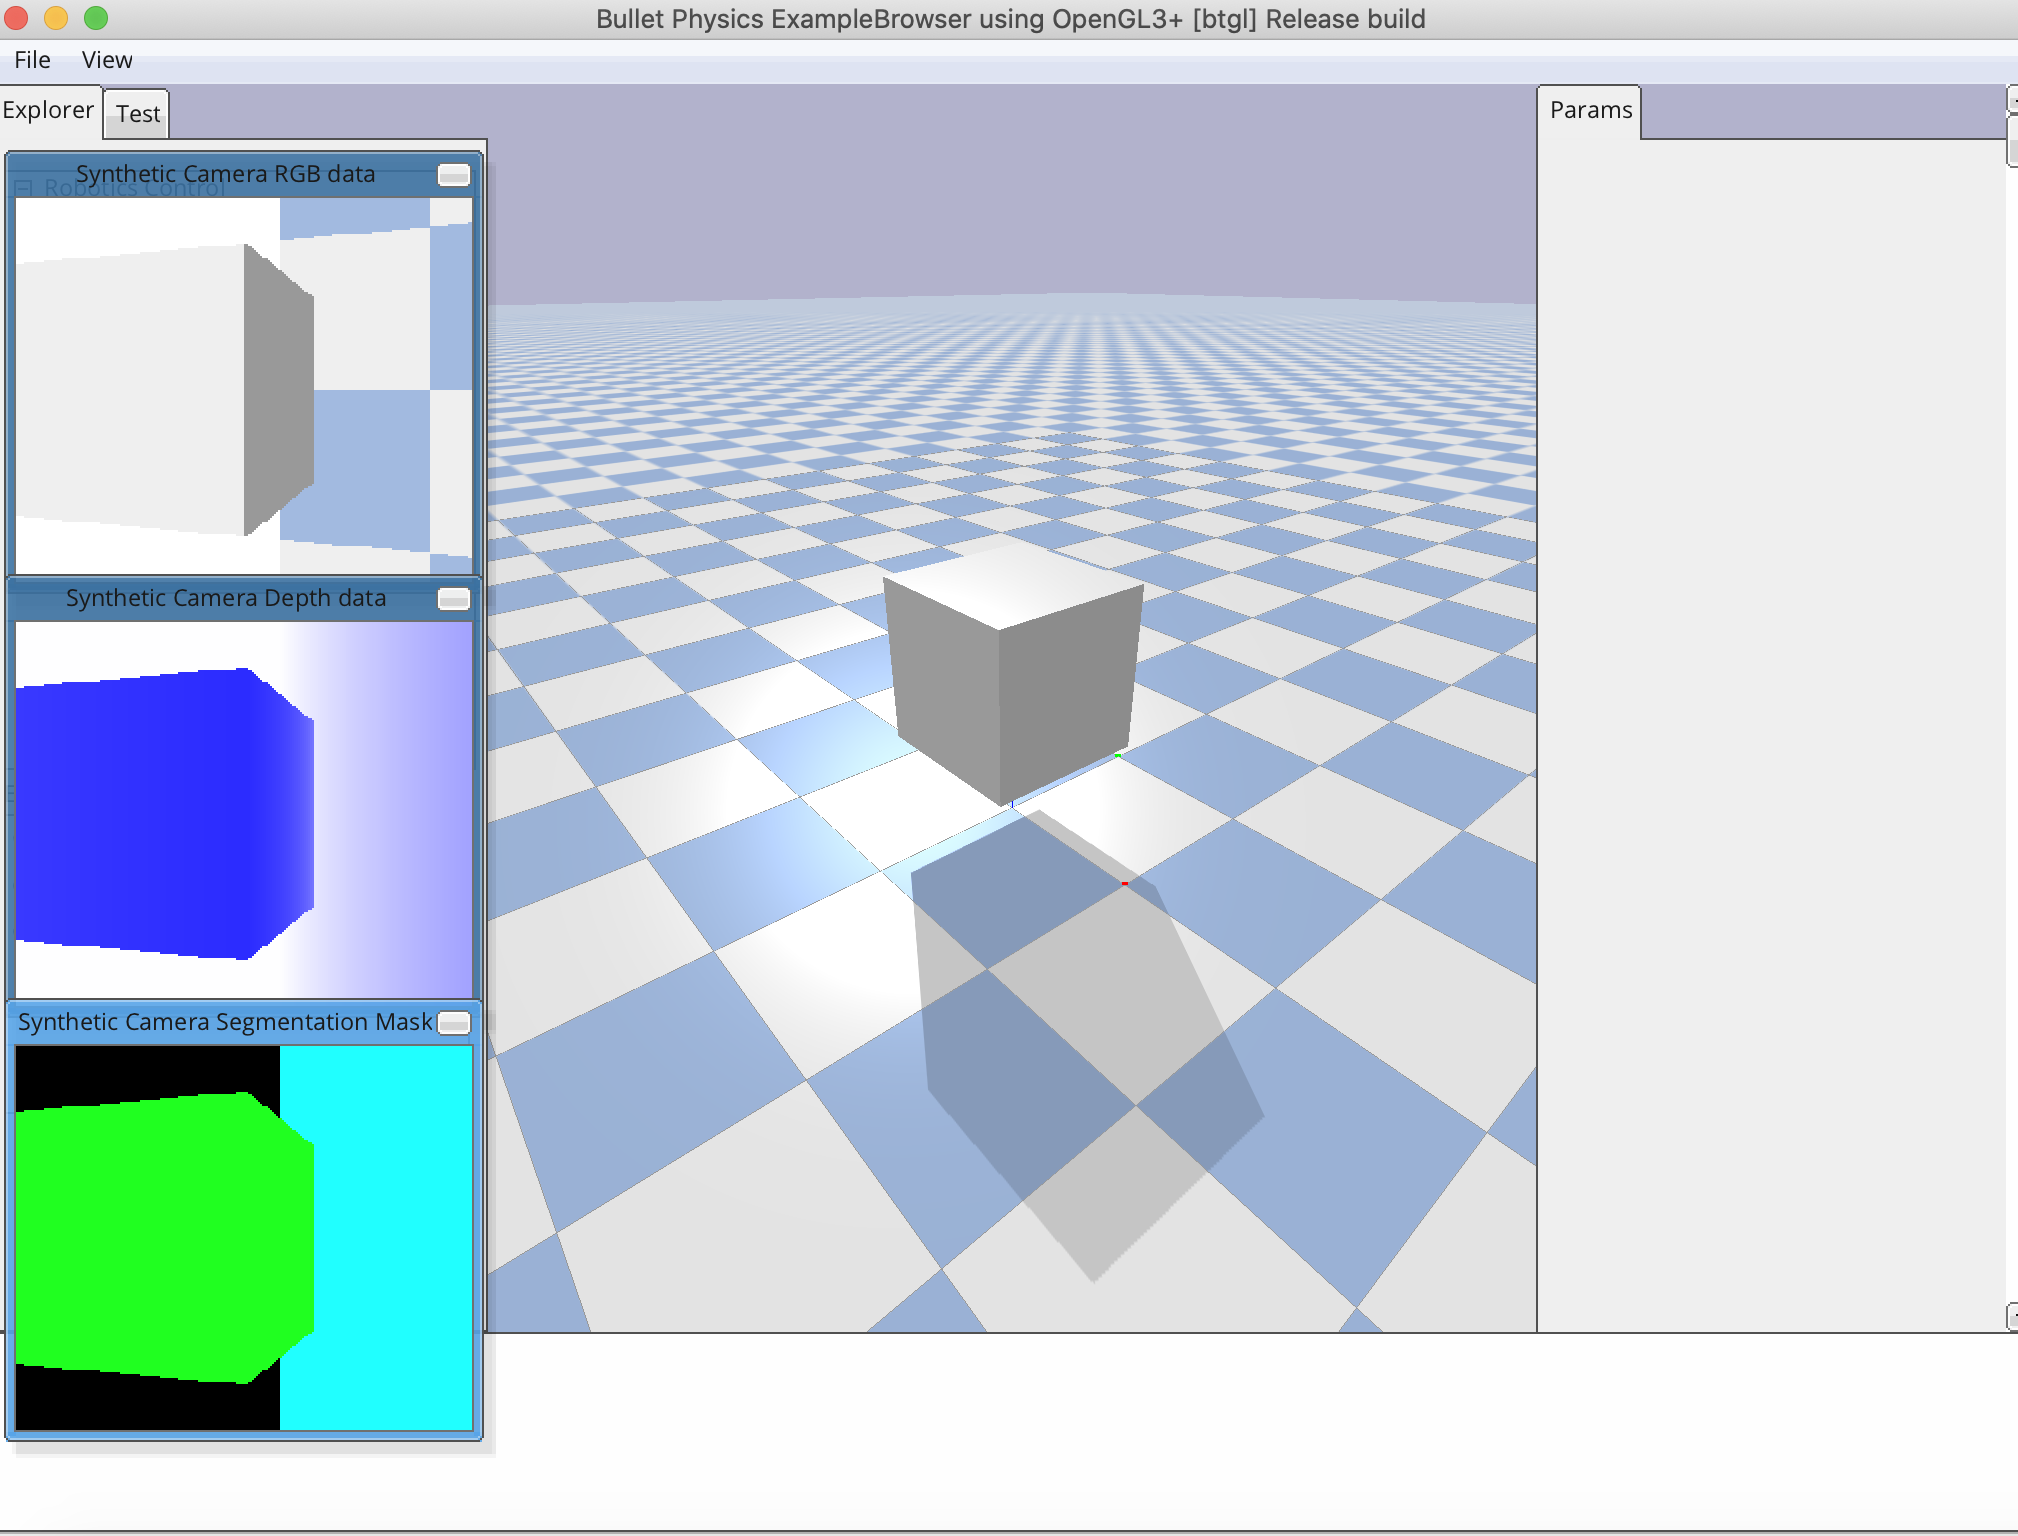 Bullet Physics ExampleBrowser using OpenGL3+ [btgl] Release build
File View
Explorer Test
Params
Synthetic Camera RGB data
Robotics Control
Synthetic Camera Depth data
Synthetic Camera Segmentation Mask